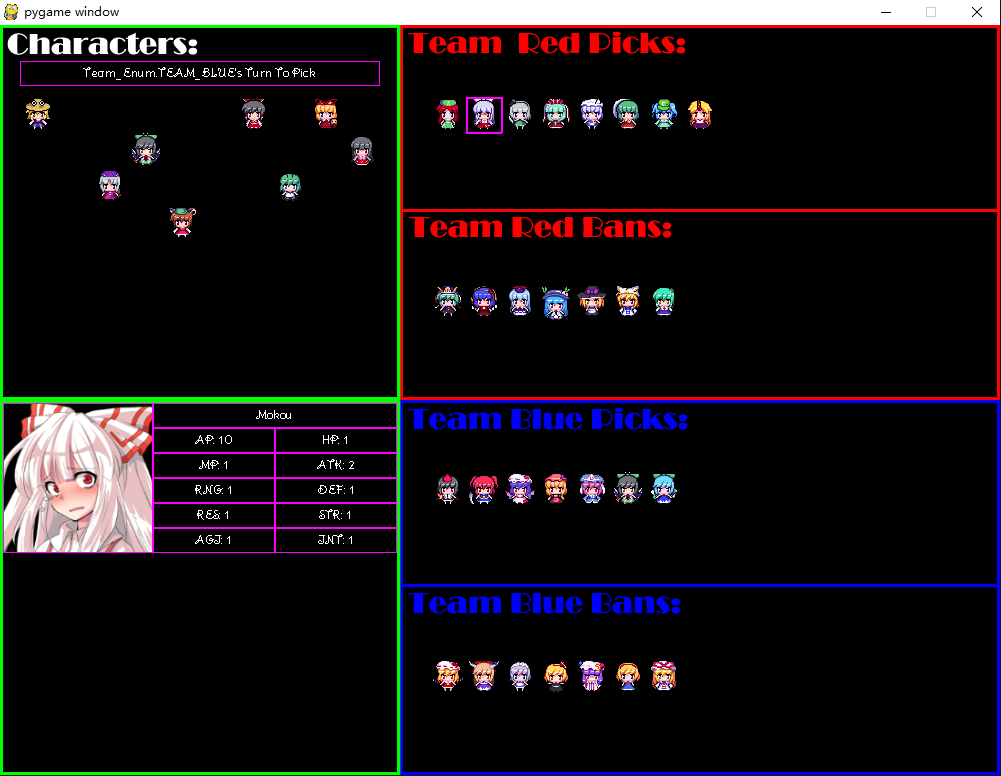 pygame window
Characters:
Team_Enum.TEAM_BLUE's Turn To Pick
Team  Red Picks:
Team Red Bans:
Mokou
AP: 10
HP: 1
MP: 1
ATK: 2
RNG: 1
DEF: 1
RES: 1
STR: 1
AGI: 1
INT: 1
Team Blue Picks:
Team Blue Bans: